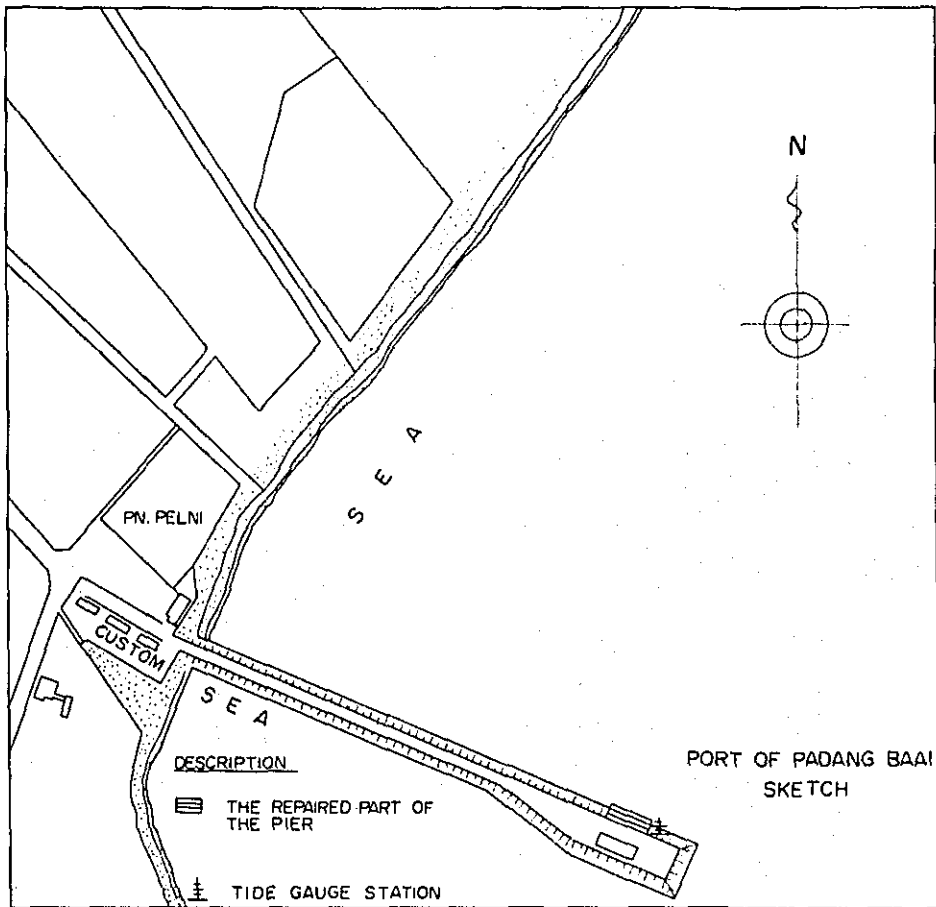 N
SEA
PN. PELNI
CUSTOM
SEA
PORT OF PADANG BAAI
SKETCH
DESCRIPTION
THE REPAIRED PART OF
THE PIER
TIDE GAUGE STATION